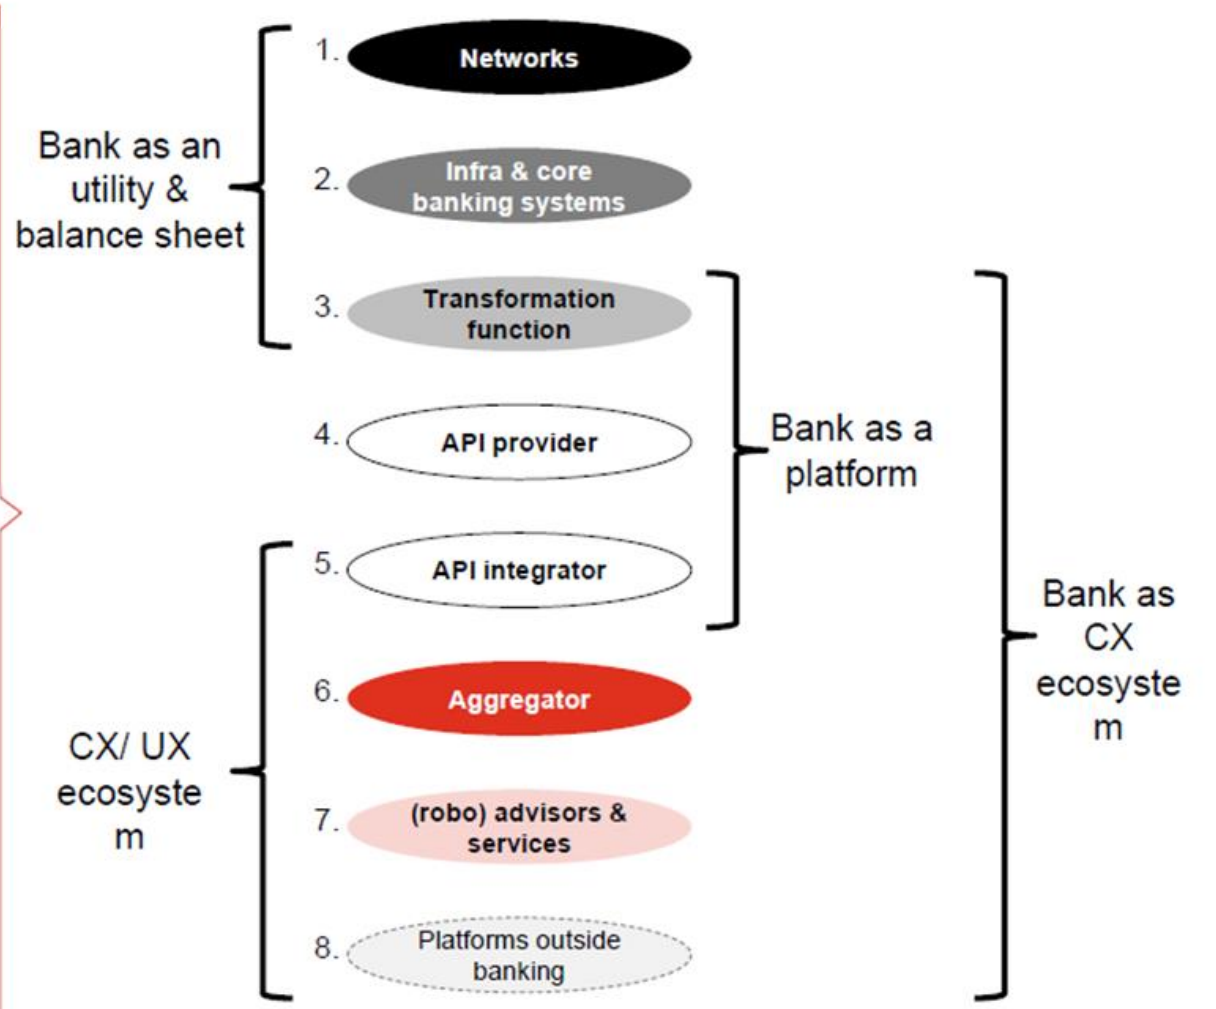 1.
Networks
Bank as an
utility &
balance sheet
2.
Infra & core
banking systems
3.
Transformation
function
4.
API provider
Bank as a
platform
5.
API integrator
Bank as
CX
ecosyste
m
6.
Aggregator
CX/ UX
ecosyste
m
7.
(robo) advisors &
services
8.
Platforms outside
banking